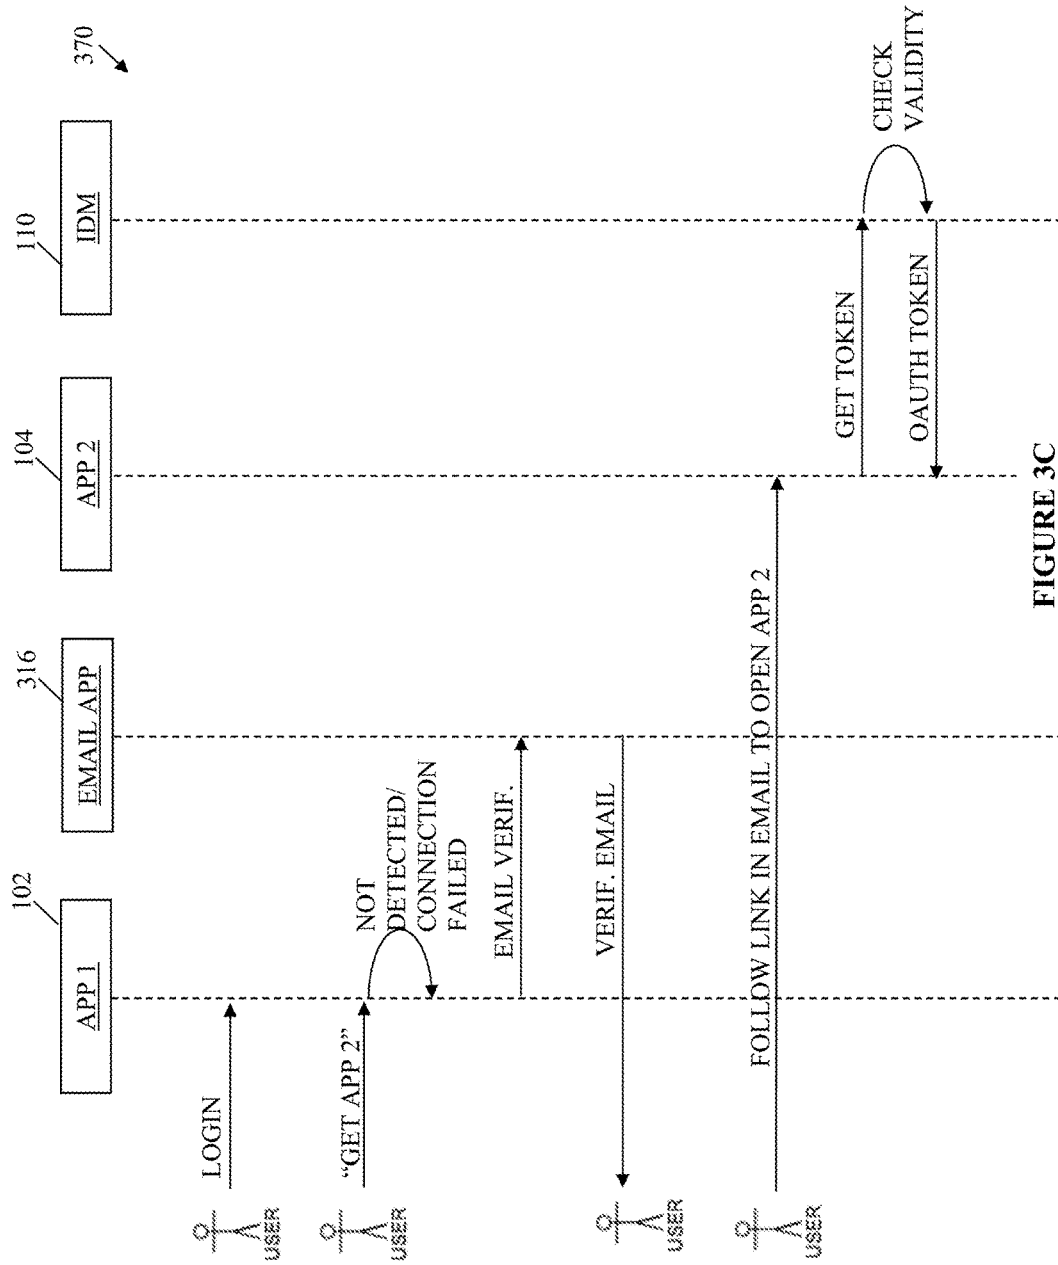 370
102
316
104
110
APP 1
EMAIL APP
APP 2
IDM
LOGIN
USER
"GET APP 2"
USER
NOT
DETECTED/
CONNECTION
FAILED
EMAIL VERIF.
VERIF. EMAIL
USER
FOLLOW LINK IN EMAIL TO OPEN APP 2
USER
GET TOKEN
CHECK
VALIDITY
OAUTH TOKEN
FIGURE 3C